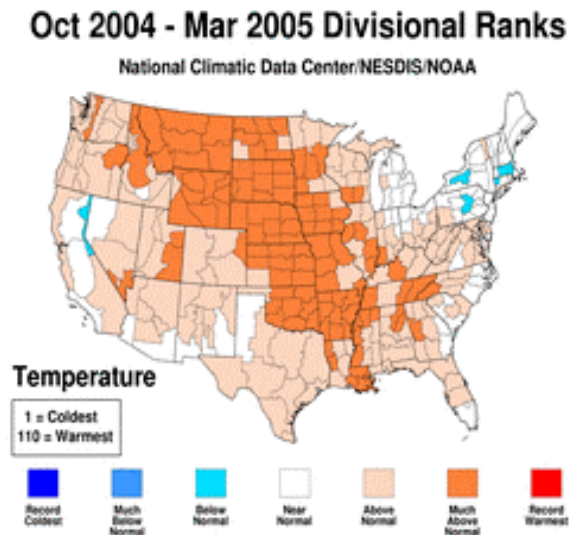 Oct 2004 - Mar 2005 Divisional Ranks
National Climatic Data Center/NESDIS/NOAA
Temperature
1 = Coldest
110 = Warmest
Record Coldest
Much Below Normal
Below Normal
Near Normal
Above Normal
Much Above Normal
Record Warmest